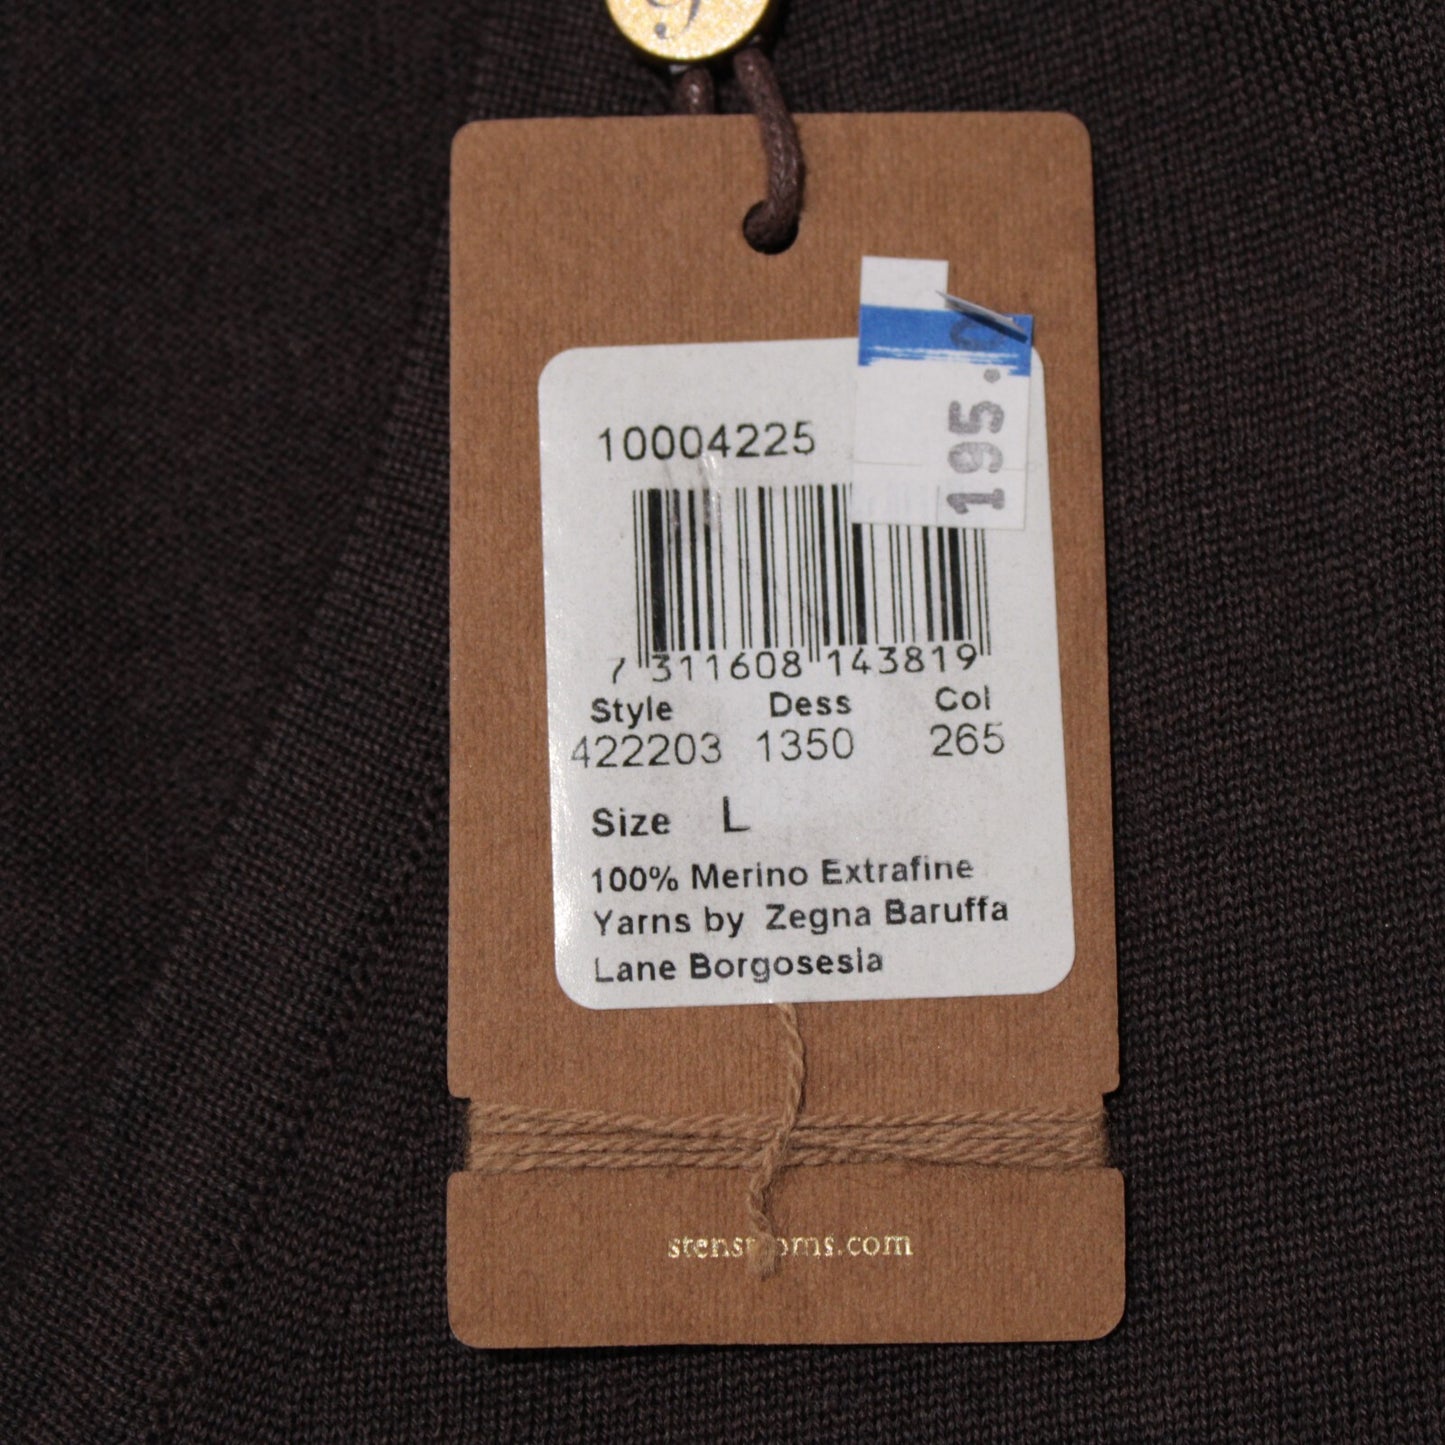 195.
10004225
7 311608 143819
Style Dess Col
422203 1350 265
Size L
100% Merino Extrafine
Yarns by Zegna Baruffa
Lane Borgosesia